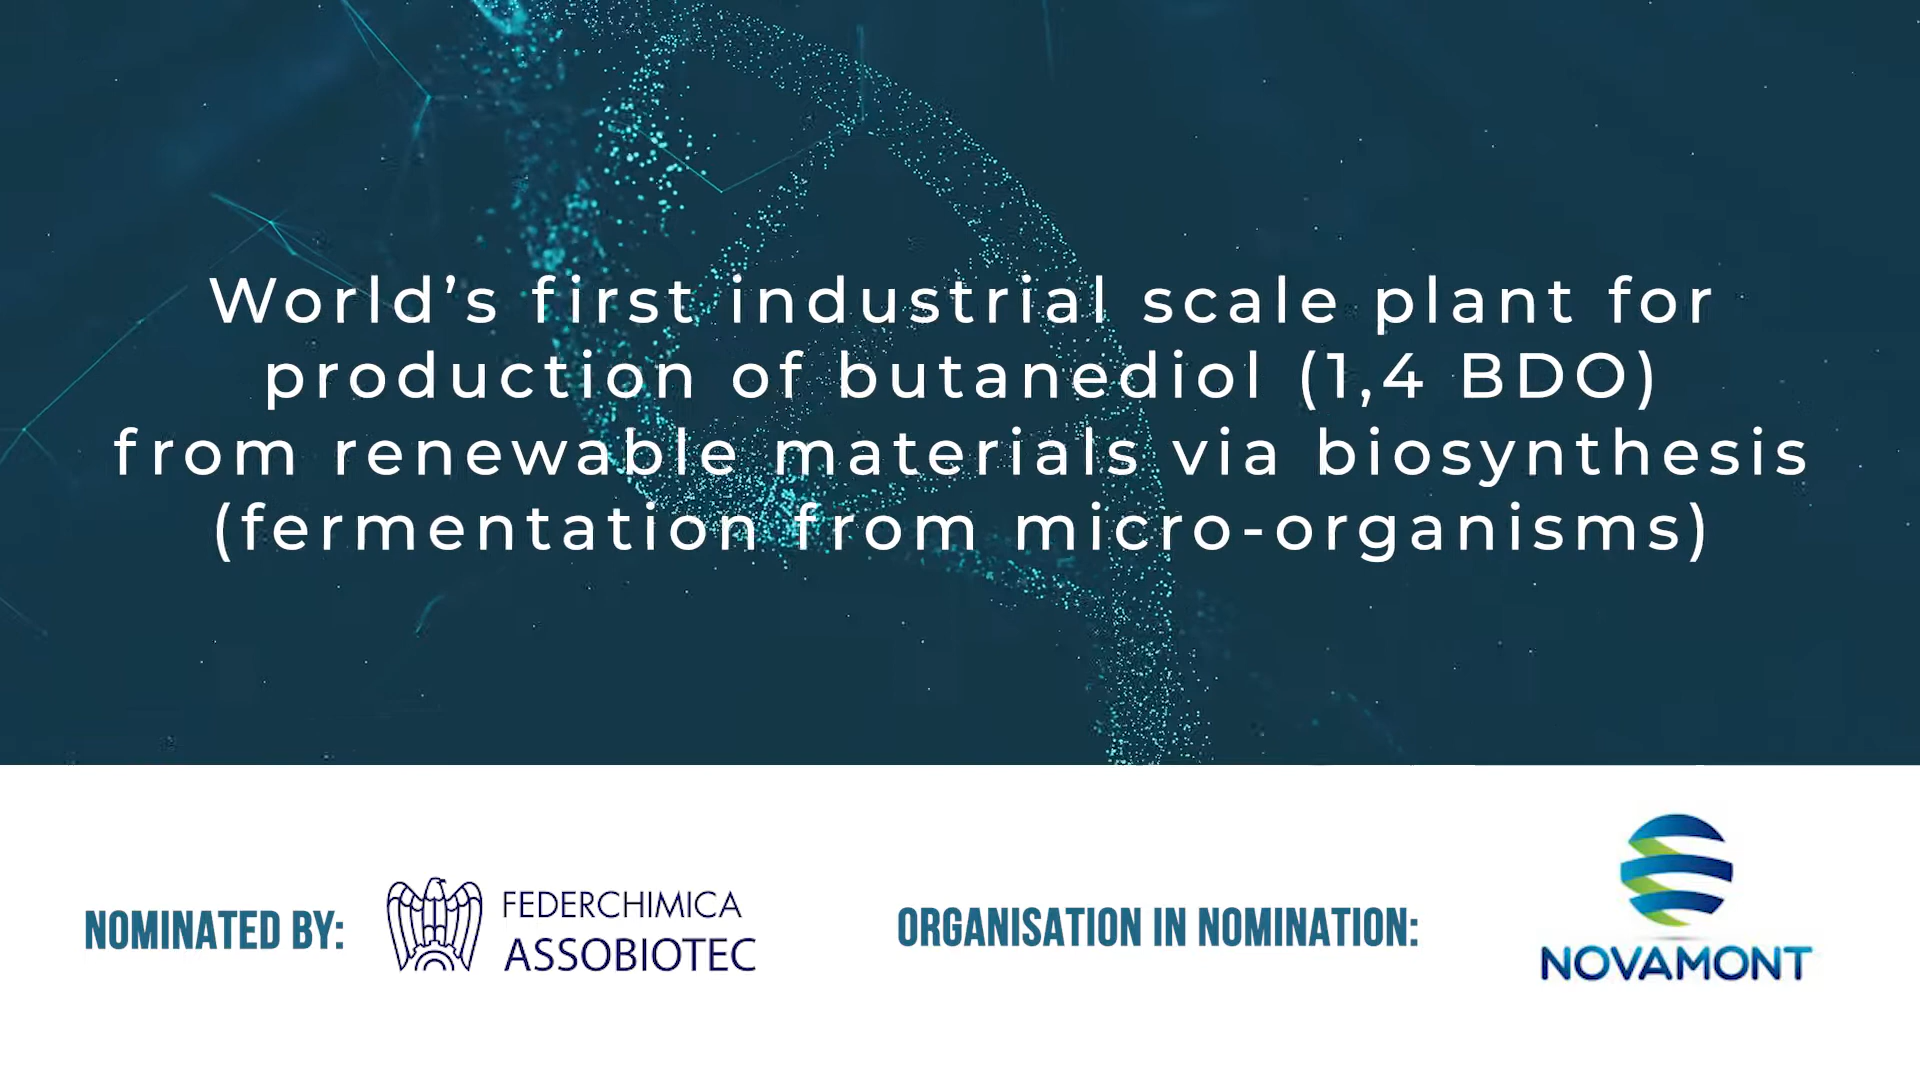 World’s first industrial scale plant for
production of butanediol (1,4 BDO)
from renewable materials via biosynthesis
(fermentation from micro-organisms)
NOMINATED BY:
FEDERCHIMICA
ASSOBIOTEC
ORGANISATION IN NOMINATION:
NOVAMONT